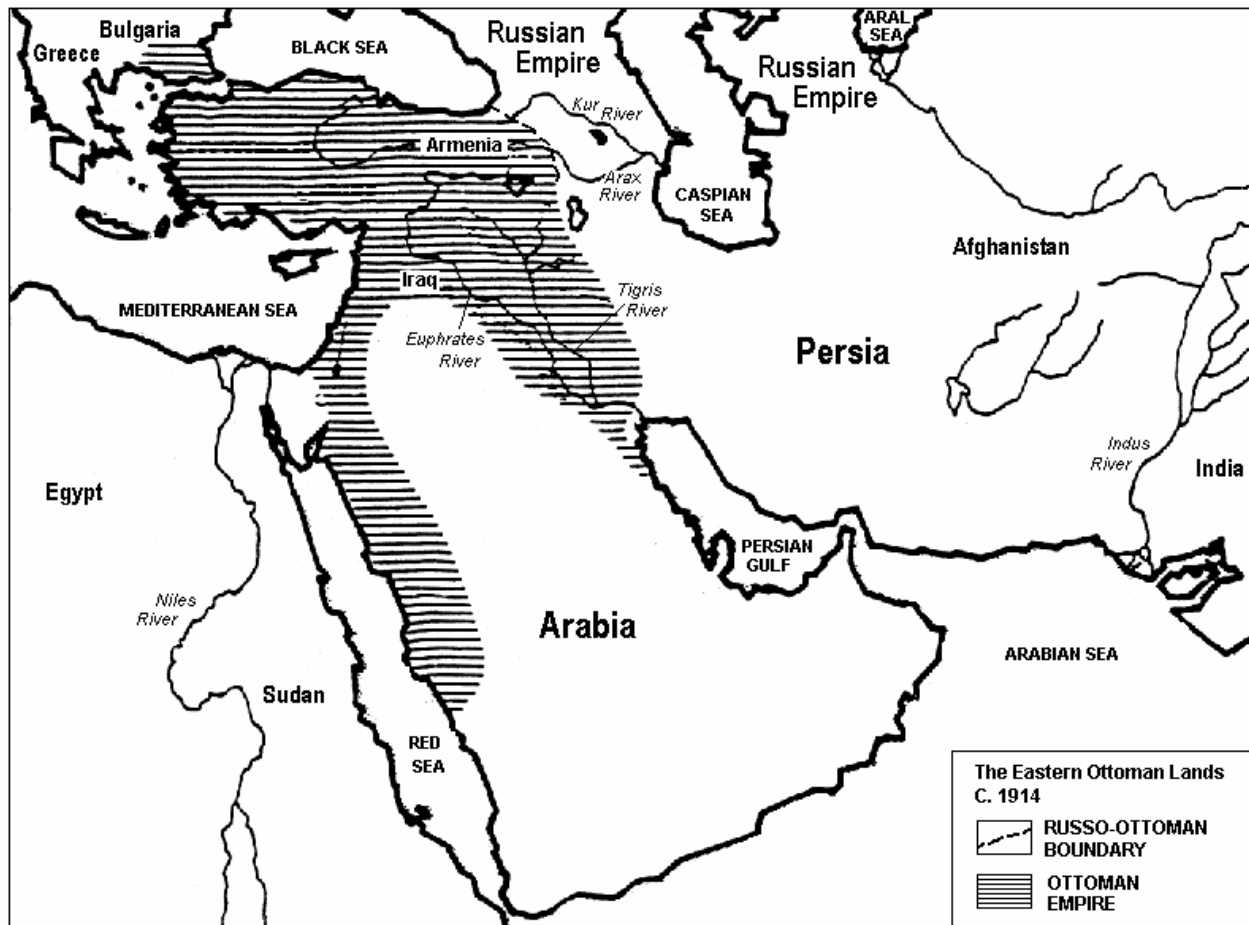 Bulgaria
Greece
BLACK SEA
Russian
Empire
ARAL
SEA
Russian
Empire
Kur
River
Armenia
Arax
River
CASPIAN
SEA
Afghanistan
Iraq
Tigris
River
MEDITERRANEAN SEA
Euphrates
River
Persia
Indus
River
India
Egypt
PERSIAN
GULF
Niles
River
Arabia
ARABIAN SEA
Sudan
RED
SEA
The Eastern Ottoman Lands
C. 1914
RUSSO-OTTOMAN
BOUNDARY
OTTOMAN
EMPIRE